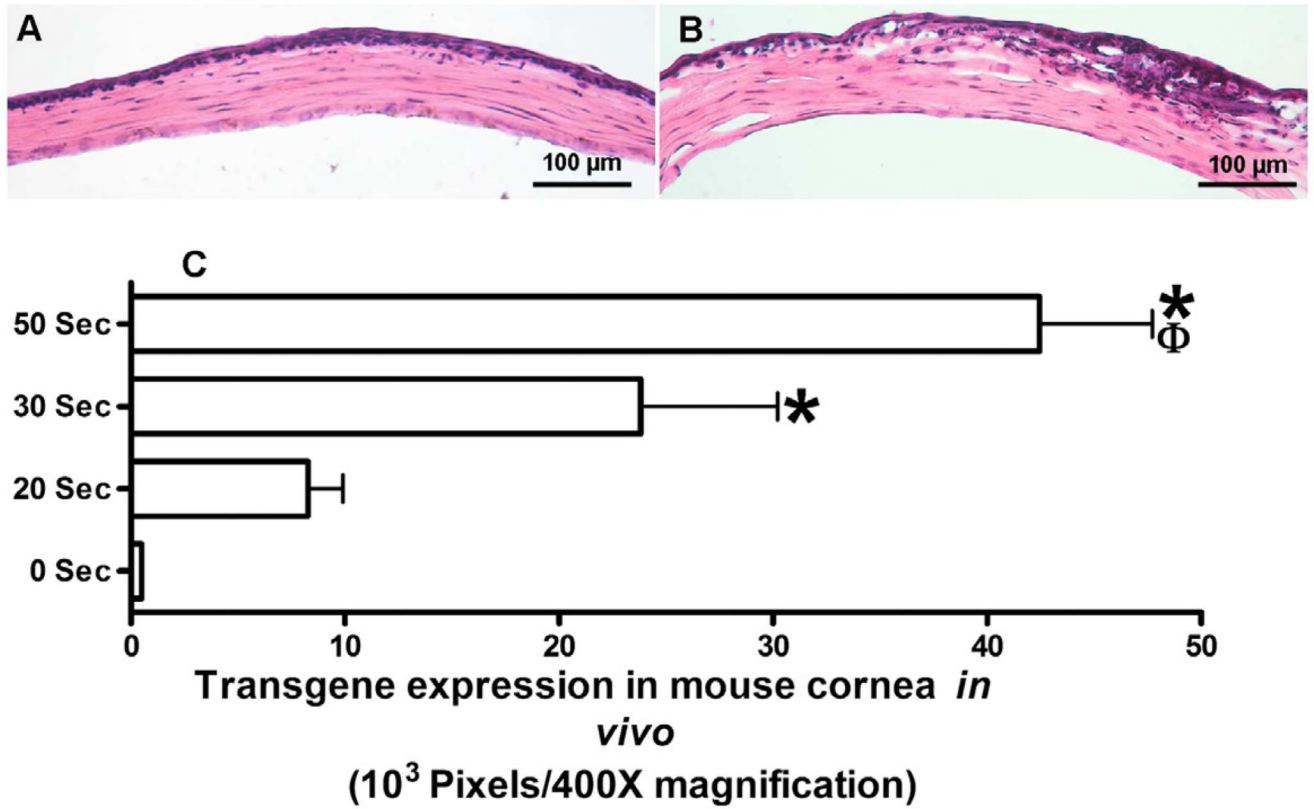 A
B
100 µm
100 µm
C
50 Sec
*
Φ
30 Sec
*
20 Sec
0 Sec
0 10 20 30 40 50
Transgene expression in mouse cornea in
vivo
(10³ Pixels/400X magnification)